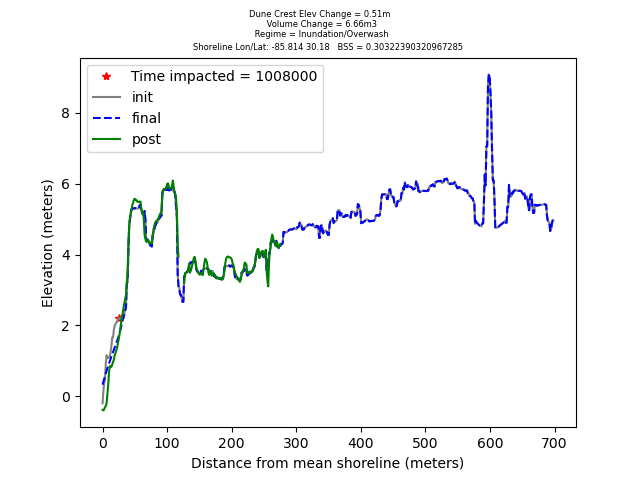 Dune Crest Elev Change = 0.51m
Volume Change = 6.66m3
Regime = Inundation/Overwash
Shoreline Lon/Lat: -85.814 30.18 BSS = 0.30322390320967285
Time impacted = 1008000
init
final
post
Elevation (meters)
8
6
4
2
0
0 100 200 300 400 500 600 700
Distance from mean shoreline (meters)